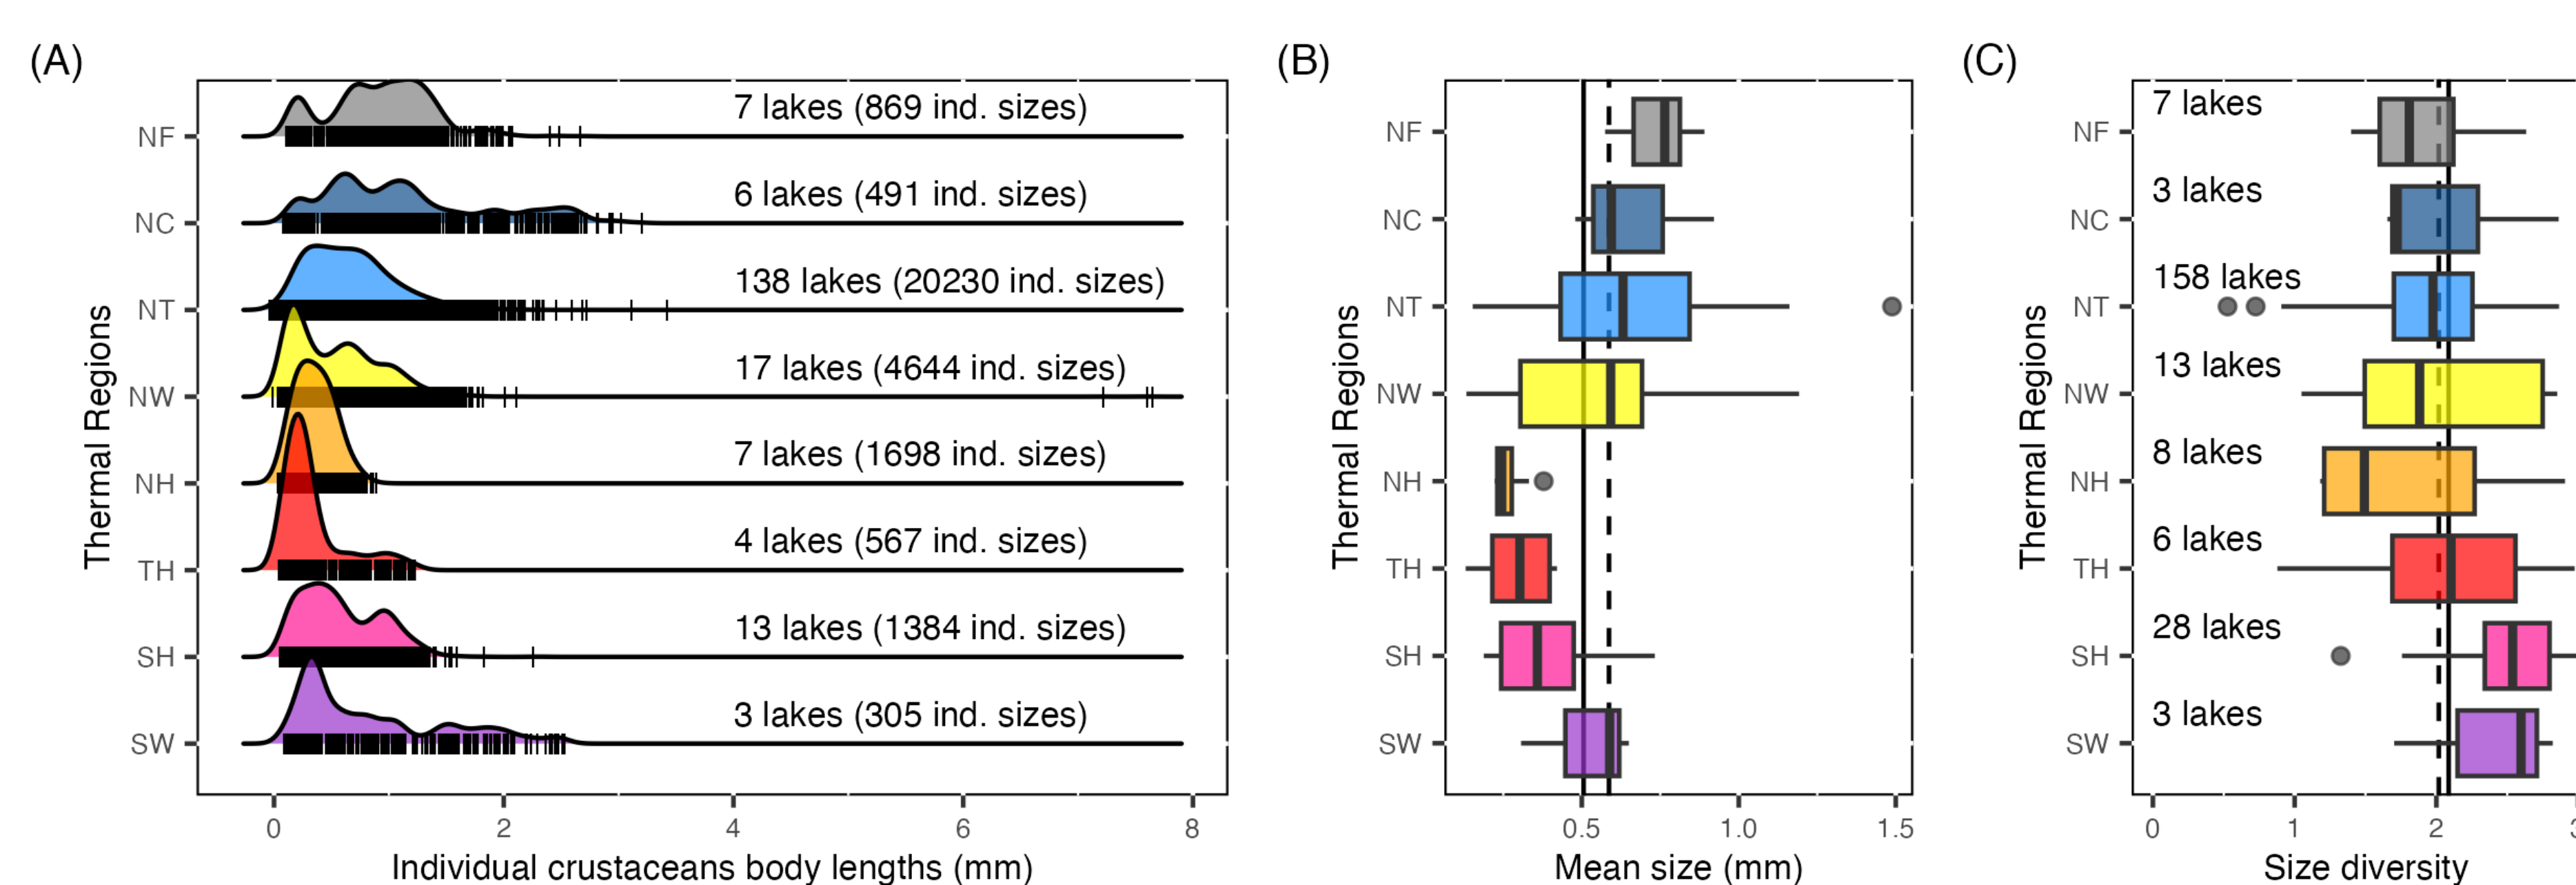 (A)
Thermal Regions
NF
7 lakes (869 ind. sizes)
NC
6 lakes (491 ind. sizes)
NT
138 lakes (20230 ind. sizes)
NW
17 lakes (4644 ind. sizes)
NH
7 lakes (1698 ind. sizes)
TH
4 lakes (567 ind. sizes)
SH
13 lakes (1384 ind. sizes)
SW
3 lakes (305 ind. sizes)
0 2 4 6 8
Individual crustaceans body lengths (mm)
(B)
Thermal Regions
NF
NC
NT
NW
NH
TH
SH
SW
0.5 1.0 1.5
Mean size (mm)
(C)
Thermal Regions
NF
7 lakes
NC
3 lakes
NT
158 lakes
NW
13 lakes
NH
8 lakes
TH
6 lakes
SH
28 lakes
SW
3 lakes
0 1 2
Size diversity